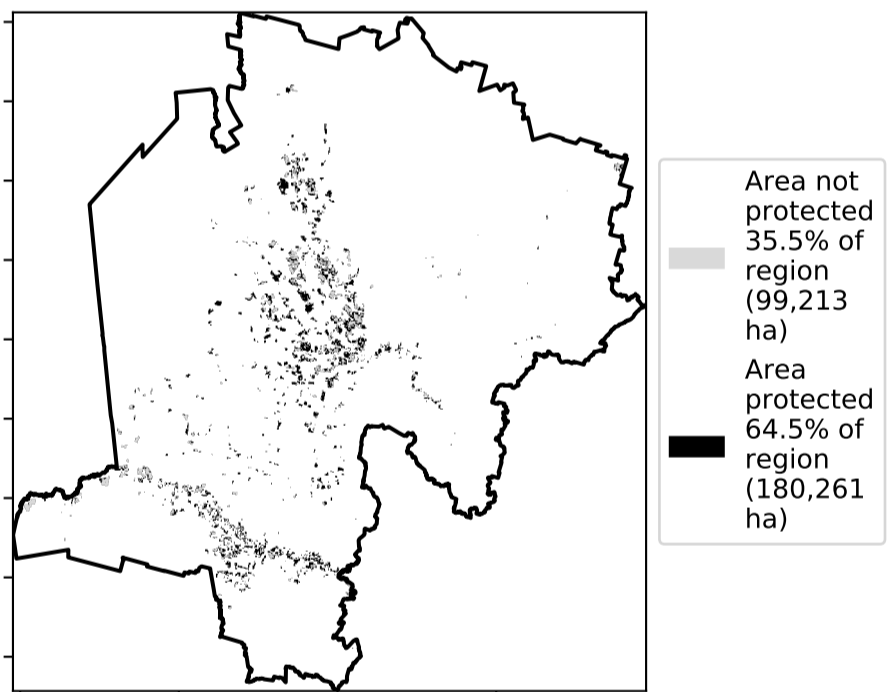 Area not
protected
35.5% of
region
(99,213
ha)
Area
protected
64.5% of
region
(180,261
ha)